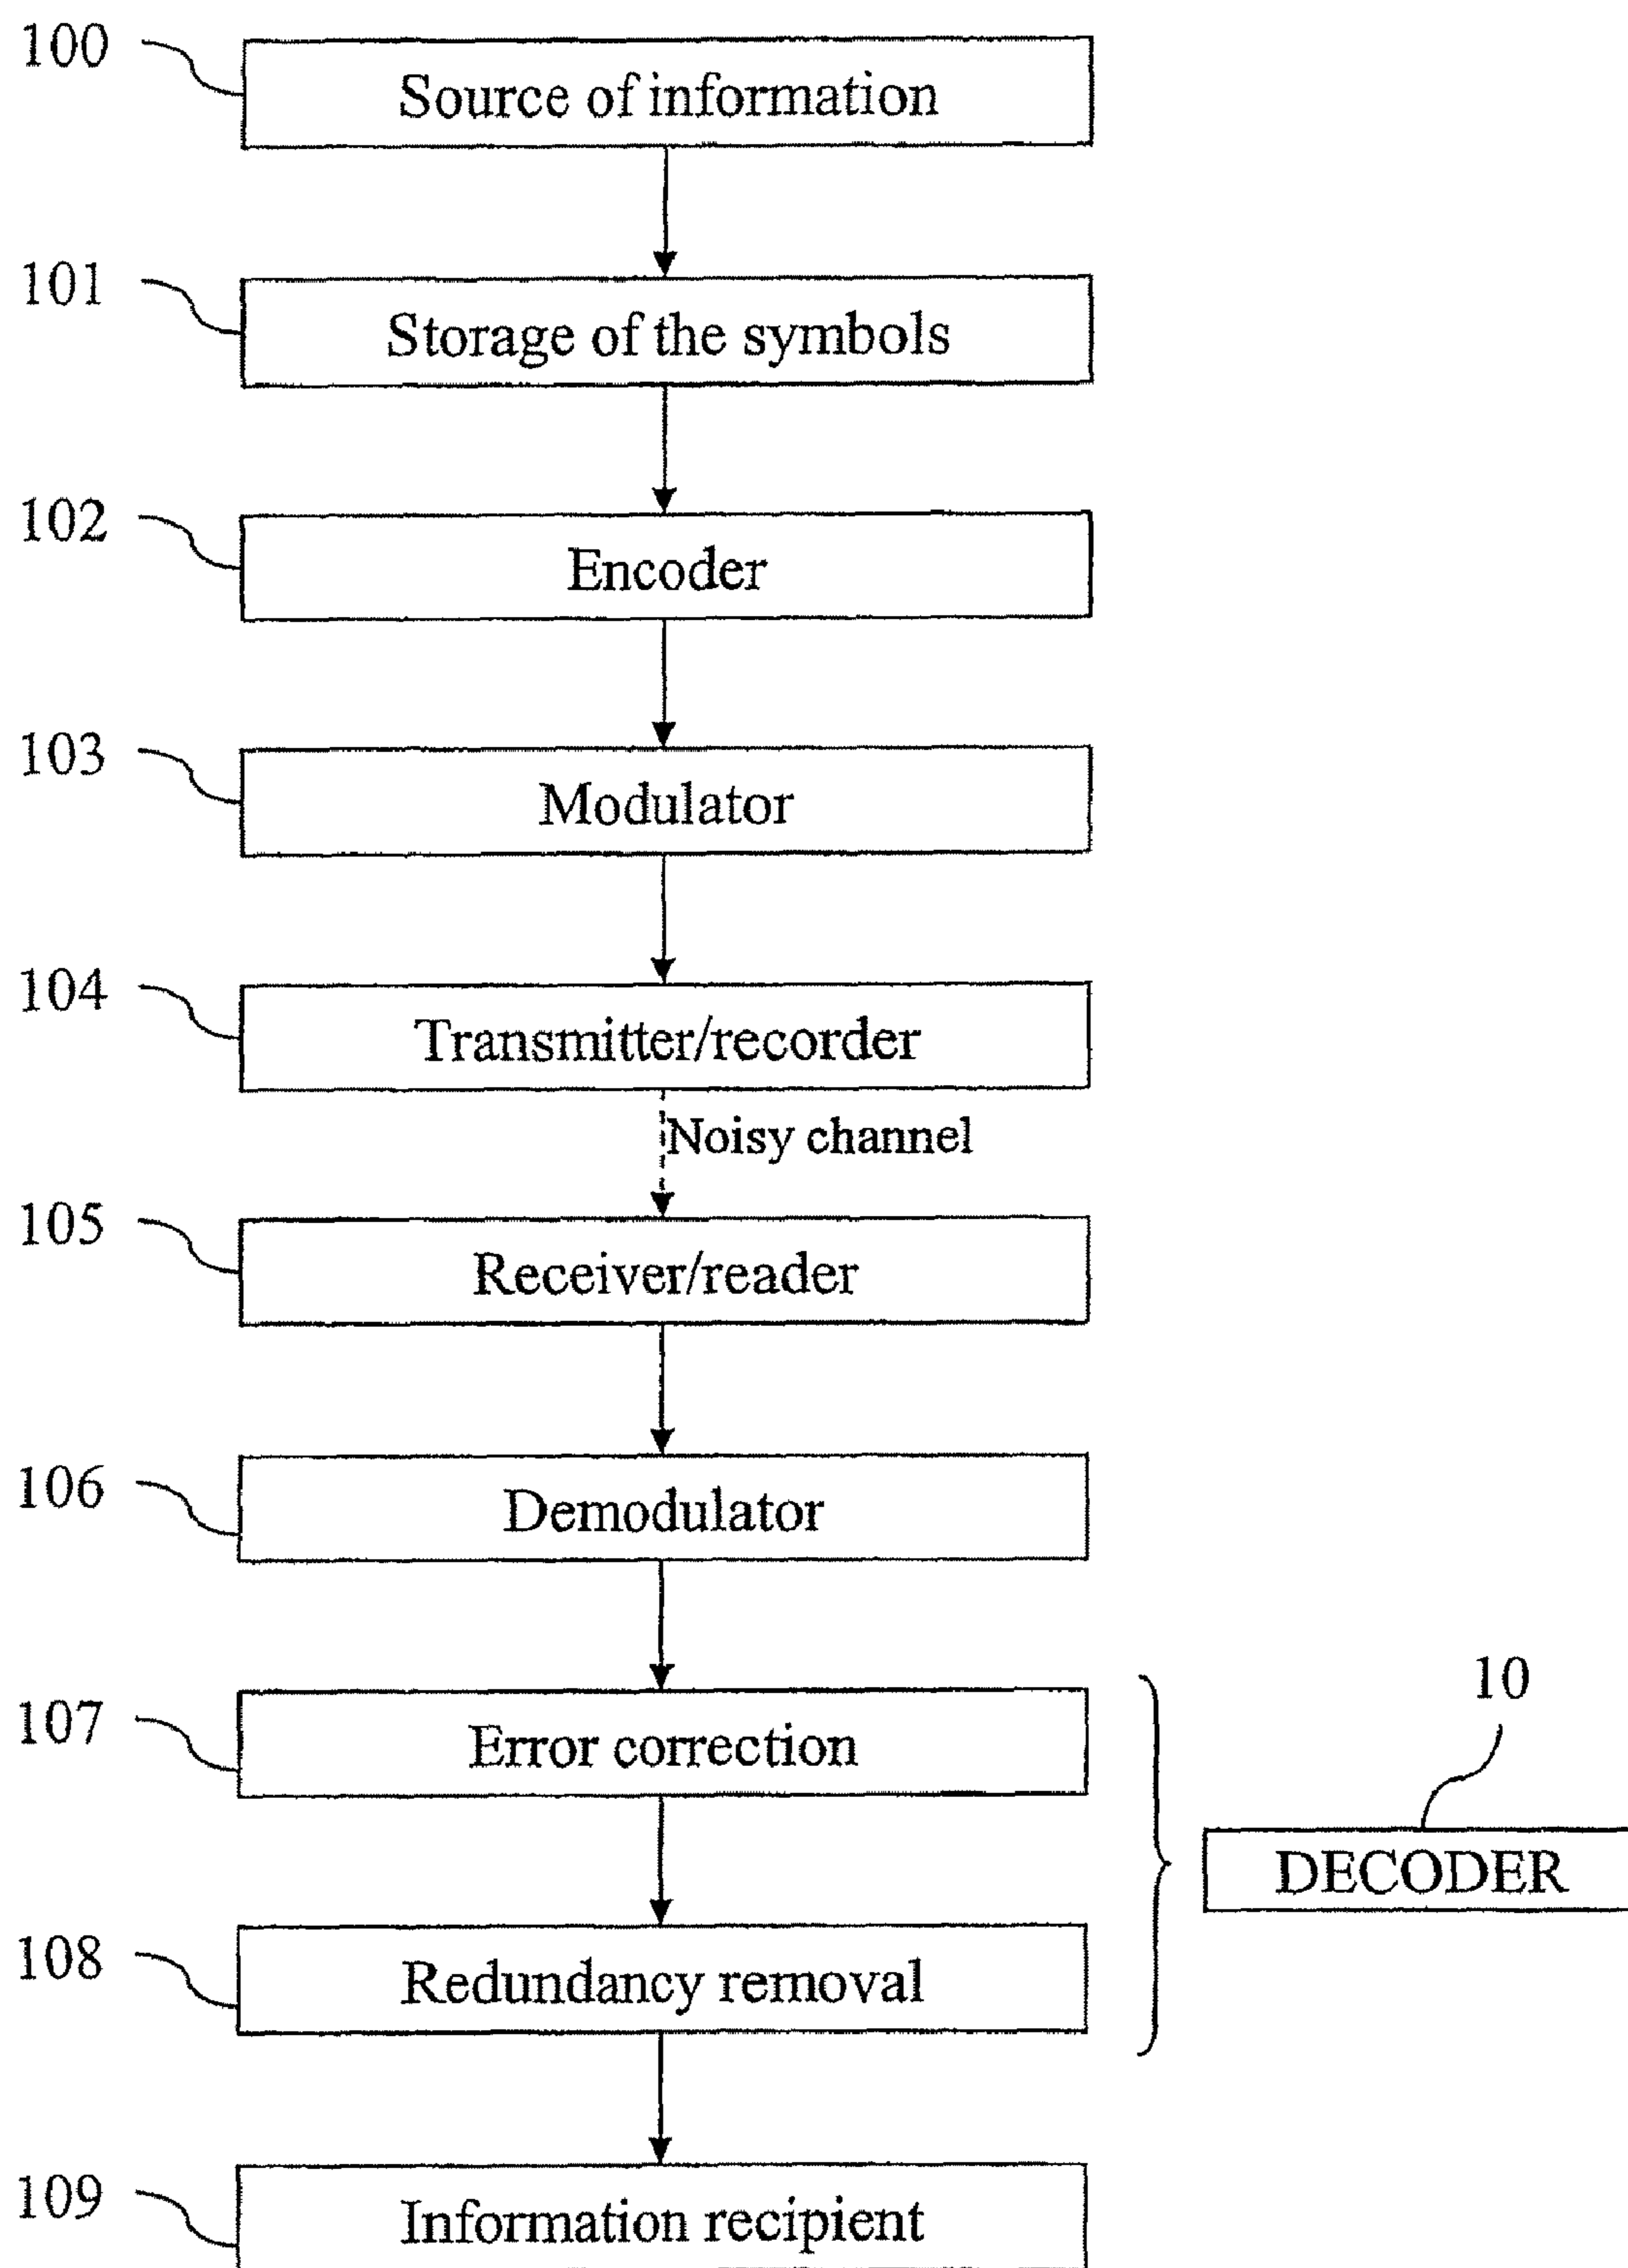 100
Source of information
101
Storage of the symbols
102
Encoder
103
Modulator
104
Transmitter/recorder
Noisy channel
105
Receiver/reader
106
Demodulator
107
Error correction
10
DECODER
108
Redundancy removal
109
Information recipient